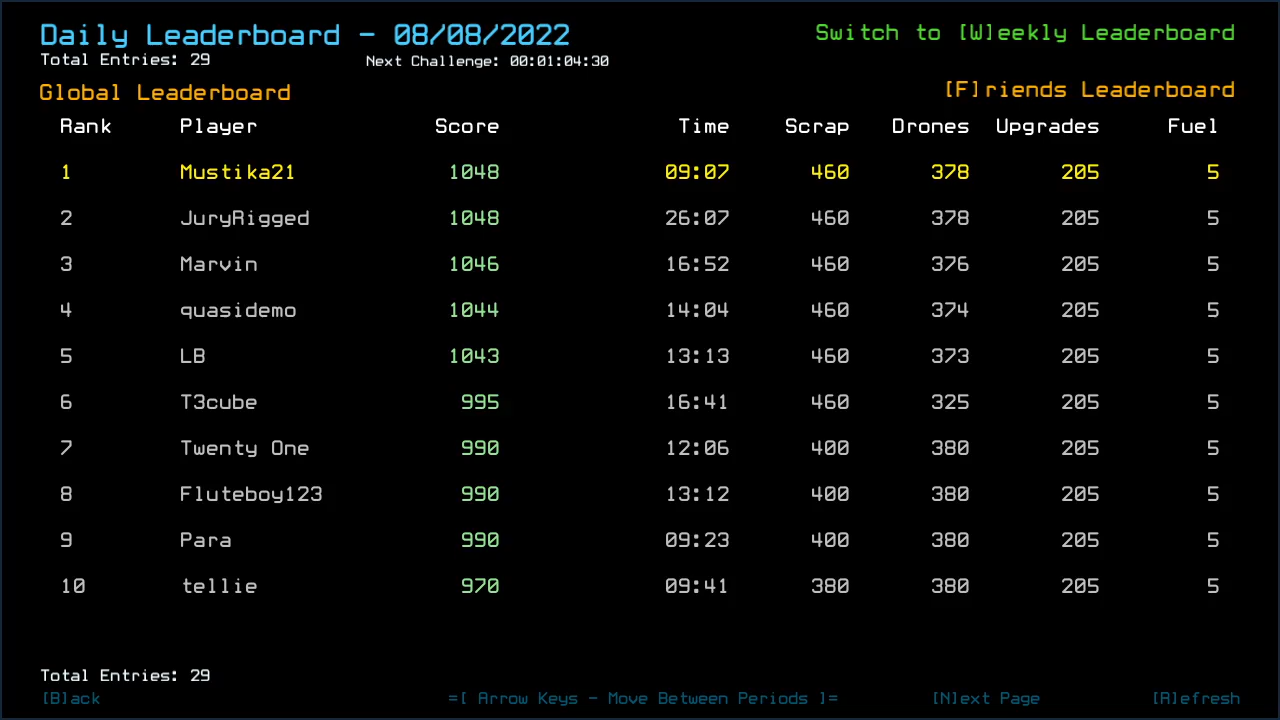 Daily Leaderboard - 08/08/2022 Switch to [W]eekly Leaderboard
Total Entries: 29 Next Challenge: 00:01:04:30
Global Leaderboard [F]riends Leaderboard
Rank Player Score Time Scrap Drones Upgrades Fuel
1 Mustika21 1048 09:07 460 378 205 5
2 JuryRigged 1048 26:07 460 378 205 5
3 Marvin 1046 16:52 460 376 205 5
4 quasidemo 1044 14:04 460 374 205 5
5 LB 1043 13:13 460 373 205 5
6 T3cube 995 16:41 460 325 205 5
7 Twenty One 990 12:06 400 380 205 5
8 Fluteboy123 990 13:12 400 380 205 5
9 Para 990 09:23 400 380 205 5
10 tellie 970 09:41 380 380 205 5
Total Entries: 29
[B]ack =[ Arrow Keys - Move Between Periods ]= [N]ext Page [R]efresh